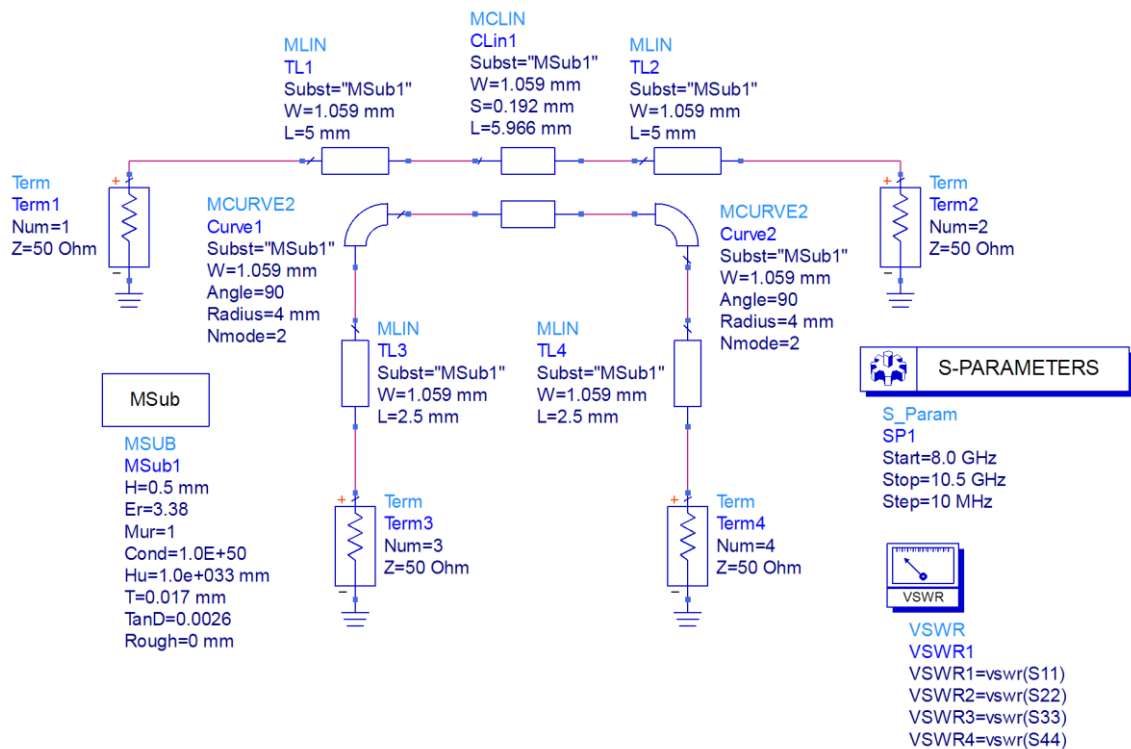 MLIN
TL1
Subst="MSub1"
W=1.059 mm
L=5 mm
MCLIN
CLin1
Subst="MSub1"
W=1.059 mm
S=0.192 mm
L=5.966 mm
MLIN
TL2
Subst="MSub1"
W=1.059 mm
L=5 mm
+
Term
Term1
Num=1
Z=50 Ohm
−
MCURVE2
Curve1
Subst="MSub1"
W=1.059 mm
Angle=90
Radius=4 mm
Nmode=2
MCURVE2
Curve2
Subst="MSub1"
W=1.059 mm
Angle=90
Radius=4 mm
Nmode=2
+
Term
Term2
Num=2
Z=50 Ohm
−
MLIN
TL3
Subst="MSub1"
W=1.059 mm
L=2.5 mm
MLIN
TL4
Subst="MSub1"
W=1.059 mm
L=2.5 mm
MSub
MSUB
MSub1
H=0.5 mm
Er=3.38
Mur=1
Cond=1.0E+50
Hu=1.0e+033 mm
T=0.017 mm
TanD=0.0026
Rough=0 mm
+
Term
Term3
Num=3
Z=50 Ohm
−
+
Term
Term4
Num=4
Z=50 Ohm
−
S-PARAMETERS
S_Param
SP1
Start=8.0 GHz
Stop=10.5 GHz
Step=10 MHz
VSWR
VSWR
VSWR1
VSWR1=vswr(S11)
VSWR2=vswr(S22)
VSWR3=vswr(S33)
VSWR4=vswr(S44)